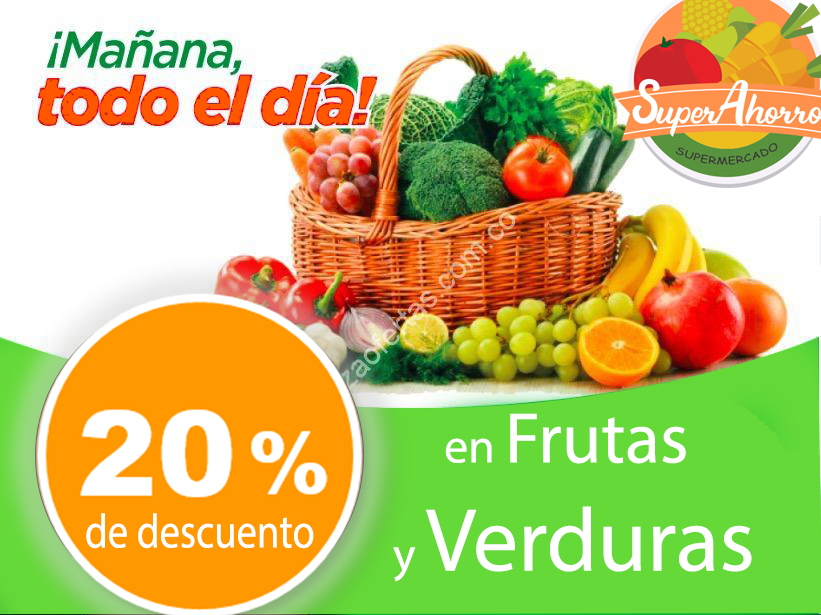 ¡Mañana,
todo el día!
SuperAhorro
SUPERMERCADO
20 %
de descuento
en Frutas
y Verduras